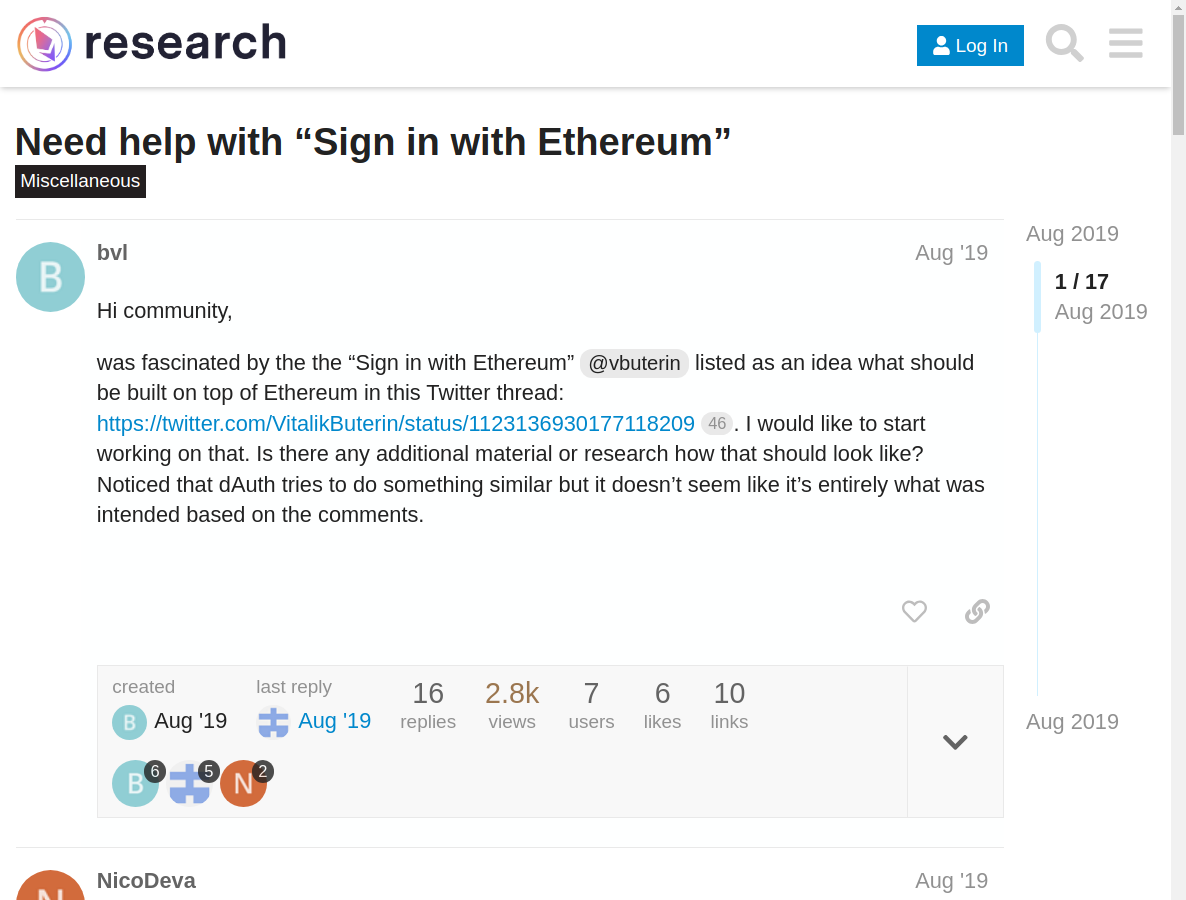 research
Log In
Need help with “Sign in with Ethereum”
Miscellaneous
B
bvl
Aug '19
Hi community,
was fascinated by the the “Sign in with Ethereum” @vbuterin listed as an idea what should
be built on top of Ethereum in this Twitter thread:
https://twitter.com/VitalikButerin/status/1123136930177118209 46 . I would like to start
working on that. Is there any additional material or research how that should look like?
Noticed that dAuth tries to do something similar but it doesn’t seem like it’s entirely what was
intended based on the comments.
Aug 2019
1 / 17
Aug 2019
Aug 2019
created
last reply
16
2.8k
7
6
10
B Aug '19
Aug '19
replies
views
users
likes
links
B 6
5
N 2
N
NicoDeva
Aug '19